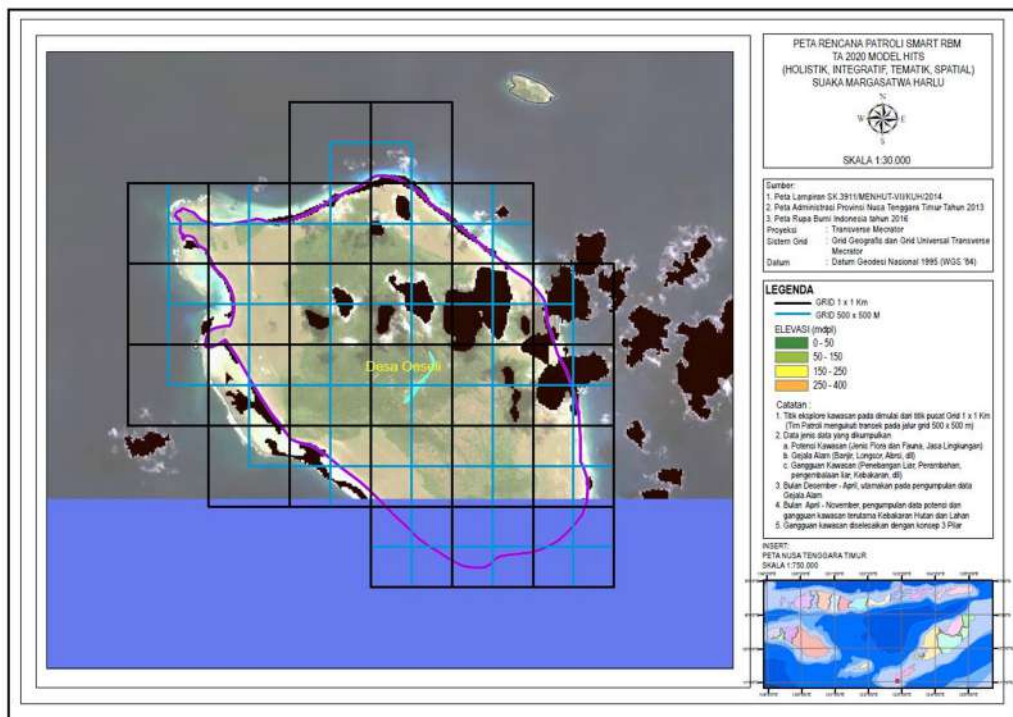 PETA RENCANA PATROLI SMART RBM
TA 2020 MODEL HITS
(HOLISTIK, INTEGRATIF, TEMATIK, SPATIAL)
SUAKA MARGASATWA HARLU
N
W E
S
SKALA 1:30.000
Sumber:
1. Peta Lampiran SK.3911/MENHUT-VII/KUH/2014
2. Peta Administrasi Provinsi Nusa Tenggara Timur Tahun 2013
3. Peta Rupa Bumi Indonesia tahun 2016
Proyeksi : Transverse Mecrator
Sistem Grid : Grid Geografis dan Grid Universal Transverse
Mecrator
Datum : Datum Geodesi Nasional 1995 (WGS '84)
LEGENDA
GRID 1 x 1 Km
GRID 500 x 500 M
ELEVASI (mdpl)
0 - 50
50 - 150
150 - 250
250 - 400
Catatan :
1. Titik eksplore kawasan pada dimulai dari titik pusat Grid 1 x 1 Km
(Tim Patroli mengikuti transek pada jalur grid 500 x 500 m)
2. Data jenis data yang dikumpulkan
a. Potensi Kawasan (Jenis Flora dan Fauna, Jasa Lingkungan)
b. Gejala Alam (Banjir, Longsor, Abrsi, dll)
c. Gangguan Kawasan (Penebangan Liar, Perambahan,
pengembalaan liar, Kebakaran, dll)
3. Bulan Desember - April, utamakan pada pengumpulan data
Gejala Alam
4. Bulan April - November, pengumpulan data potensi dan
gangguan kawasan terutama Kebakaran Hutan dan Lahan
5. Gangguan kawasan diselesaikan dengan konsep 3 Pilar
INSERT:
PETA NUSA TENGGARA TIMUR
SKALA 1:750.000
Desa Onseli